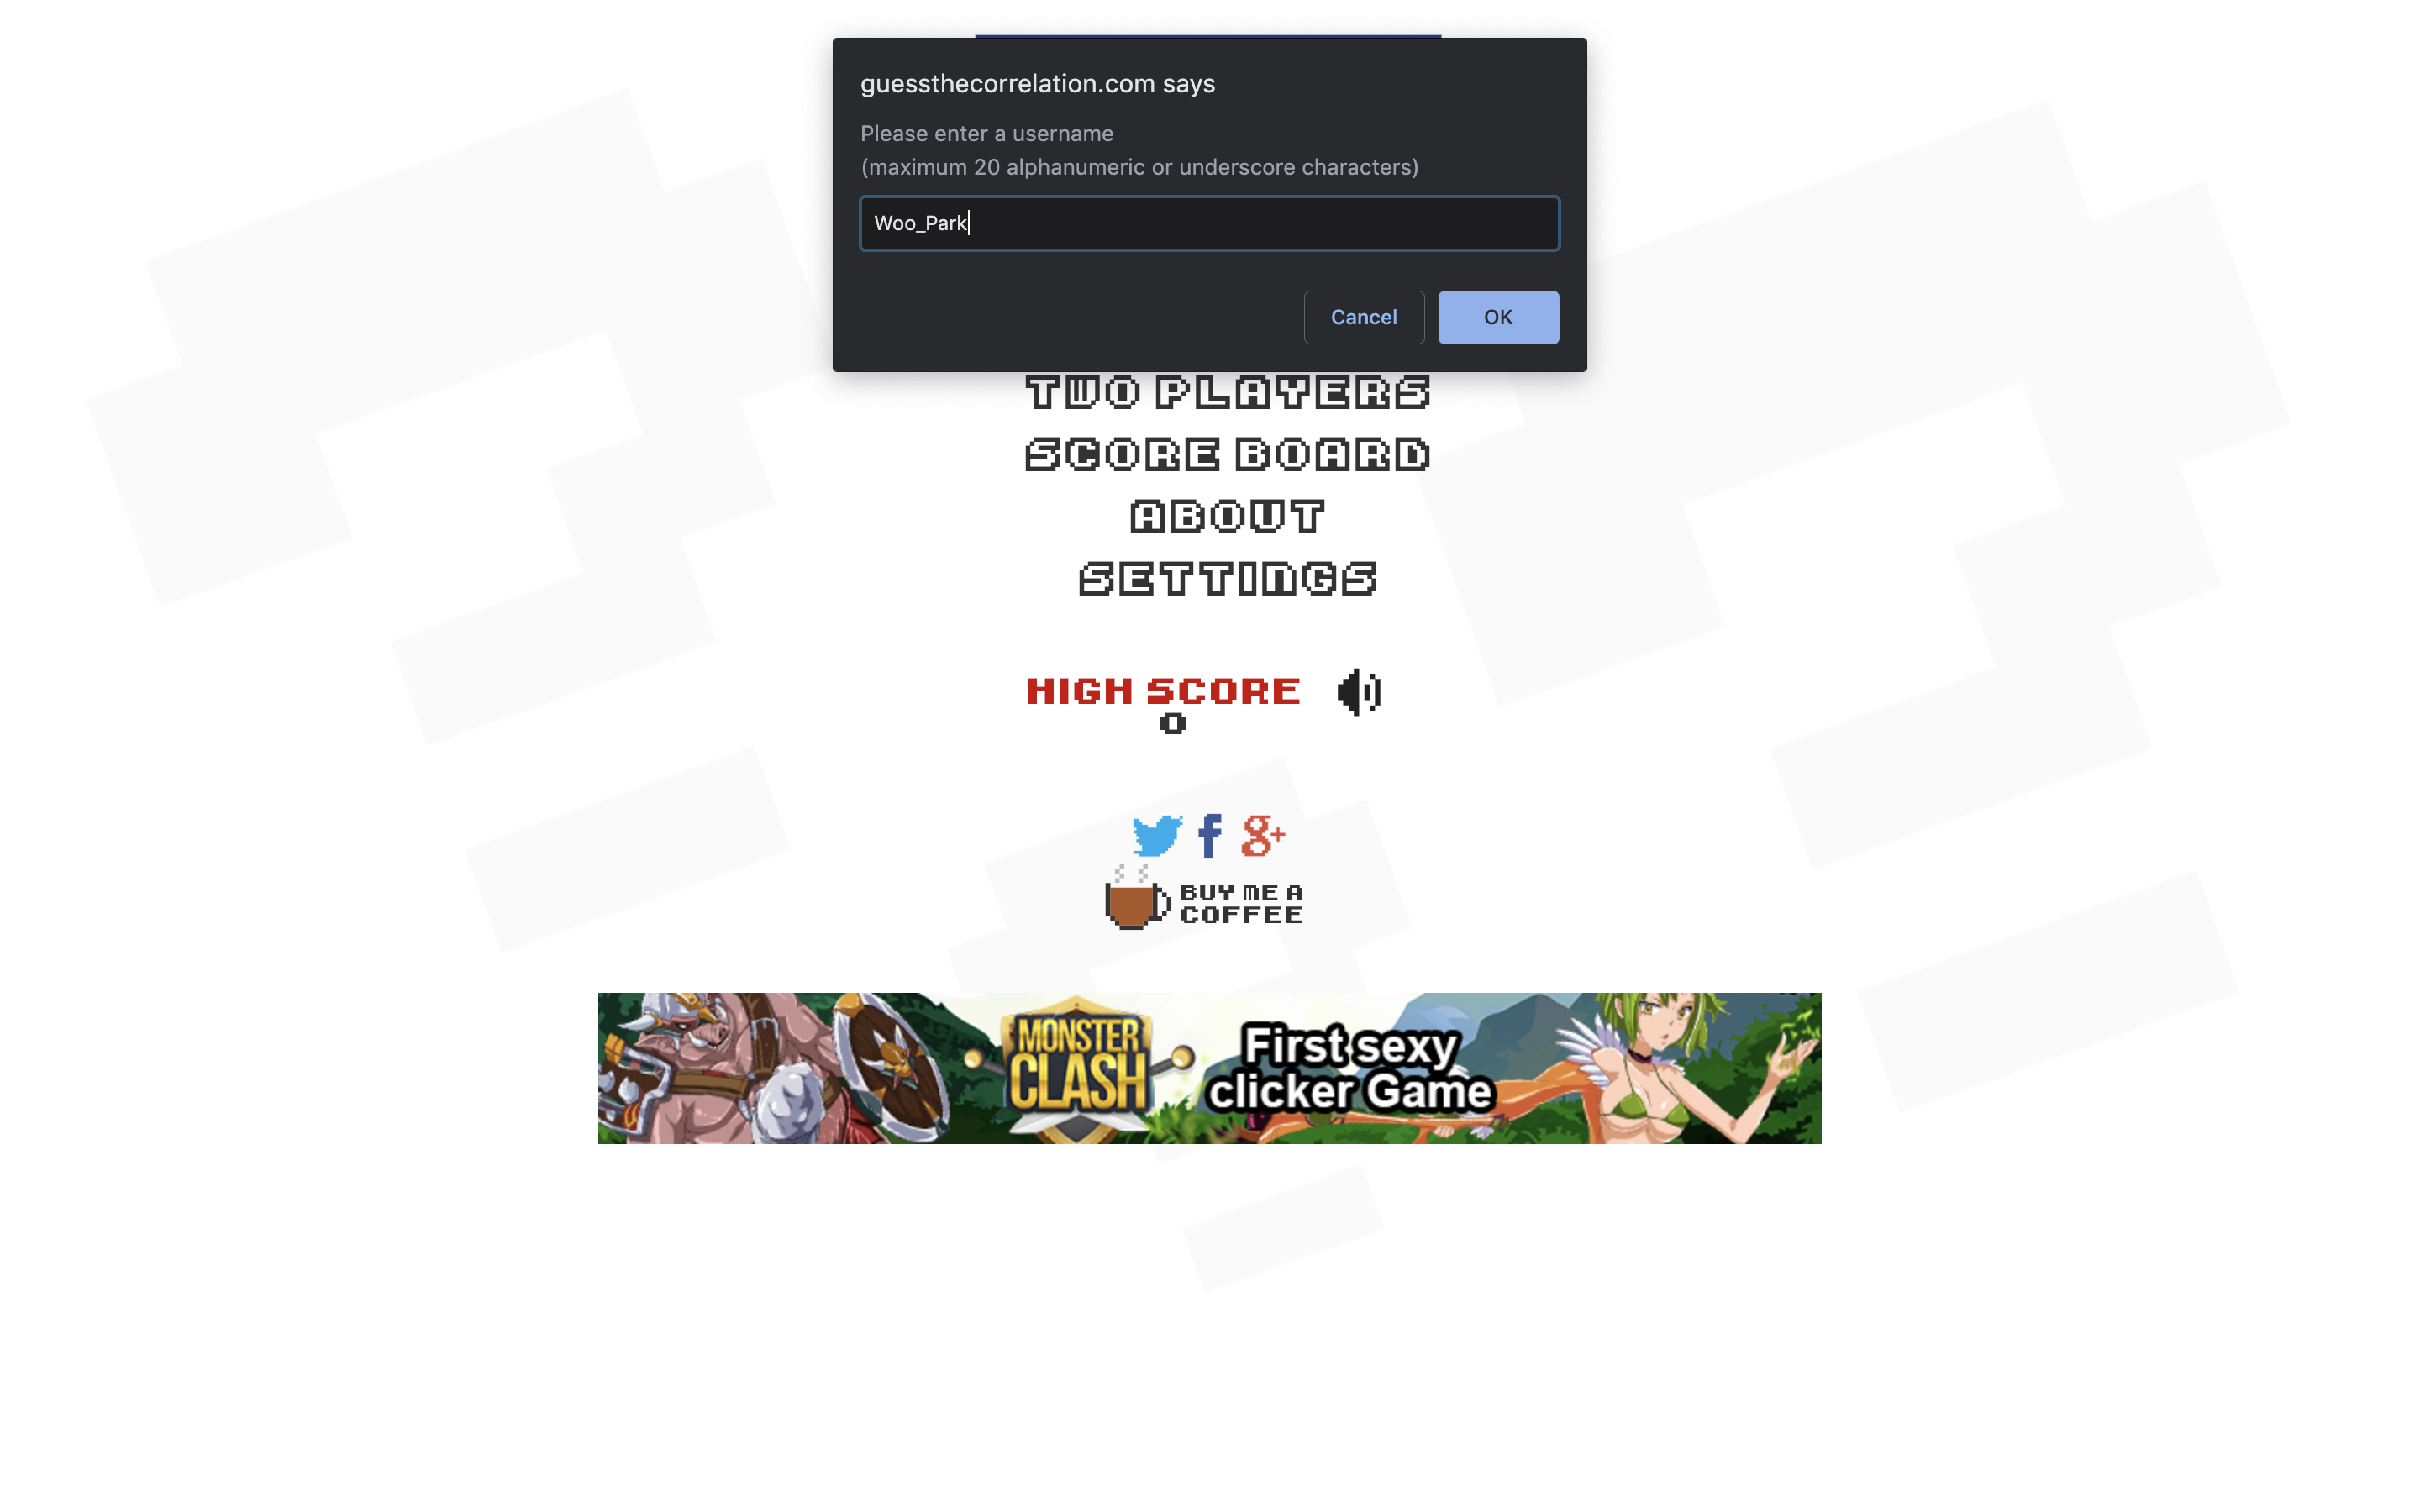 guessthecorrelation.com says
Please enter a username
(maximum 20 alphanumeric or underscore characters)
Woo_Park
Cancel
OK
TWO PLAYERS
SCORE BOARD
ABOUT
SETTINGS
HIGH SCORE
0
f
g+
BUY ME A
COFFEE
MONSTER
CLASH
First sexy
clicker Game